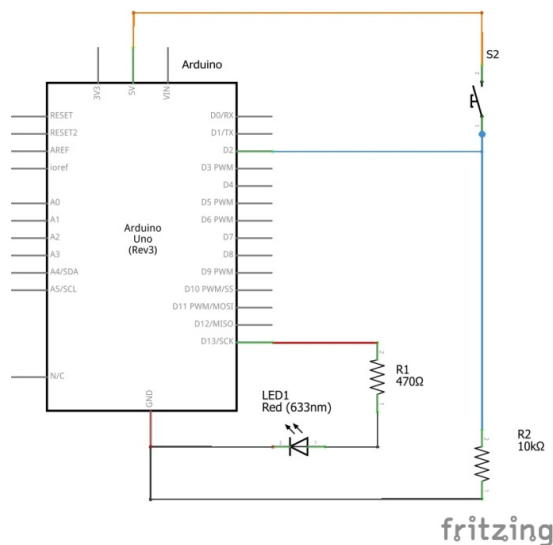 S2
Arduino
3V3
5V
VIN
RESET
RESET2
AREF
ioref
A0
A1
A2
A3
A4/SDA
A5/SCL
N/C
D0/RX
D1/TX
D2
D3 PWM
D4
D5 PWM
D6 PWM
D7
D8
D9 PWM
D10 PWM/SS
D11 PWM/MOSI
D12/MISO
D13/SCK
Arduino
Uno
(Rev3)
GND
R1
470Ω
LED1
Red (633nm)
R2
10kΩ
fritzing